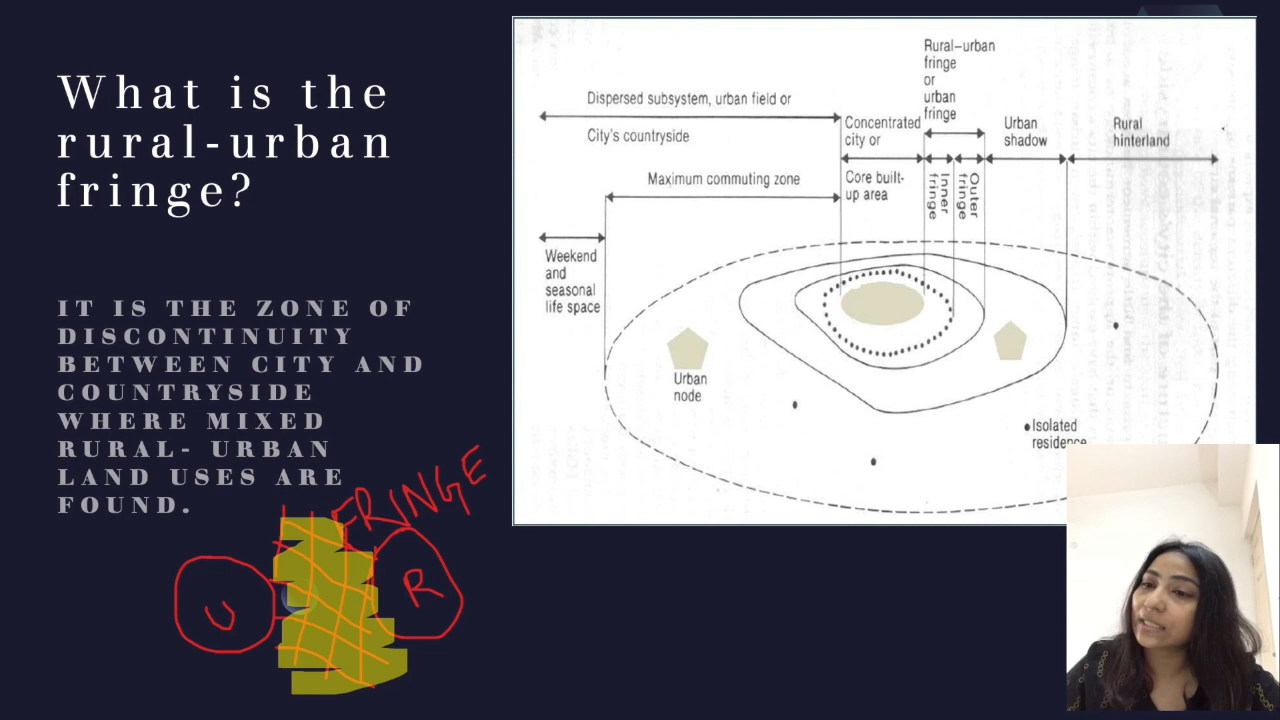 What is the
rural-urban
fringe?
IT IS THE ZONE OF
DISCONTINUITY
BETWEEN CITY AND
COUNTRYSIDE
WHERE MIXED
RURAL- URBAN
LAND USES ARE
FOUND.
FRINGE
U
R
Dispersed subsystem, urban field or
City's countryside
Maximum commuting zone
Weekend
and
seasonal
life space
Concentrated
city or
Core built-
up area
Rural-urban
fringe
or
urban
fringe
Inner
fringe
Outer
fringe
Urban
shadow
Rural
hinterland
Urban
node
Isolated
residence